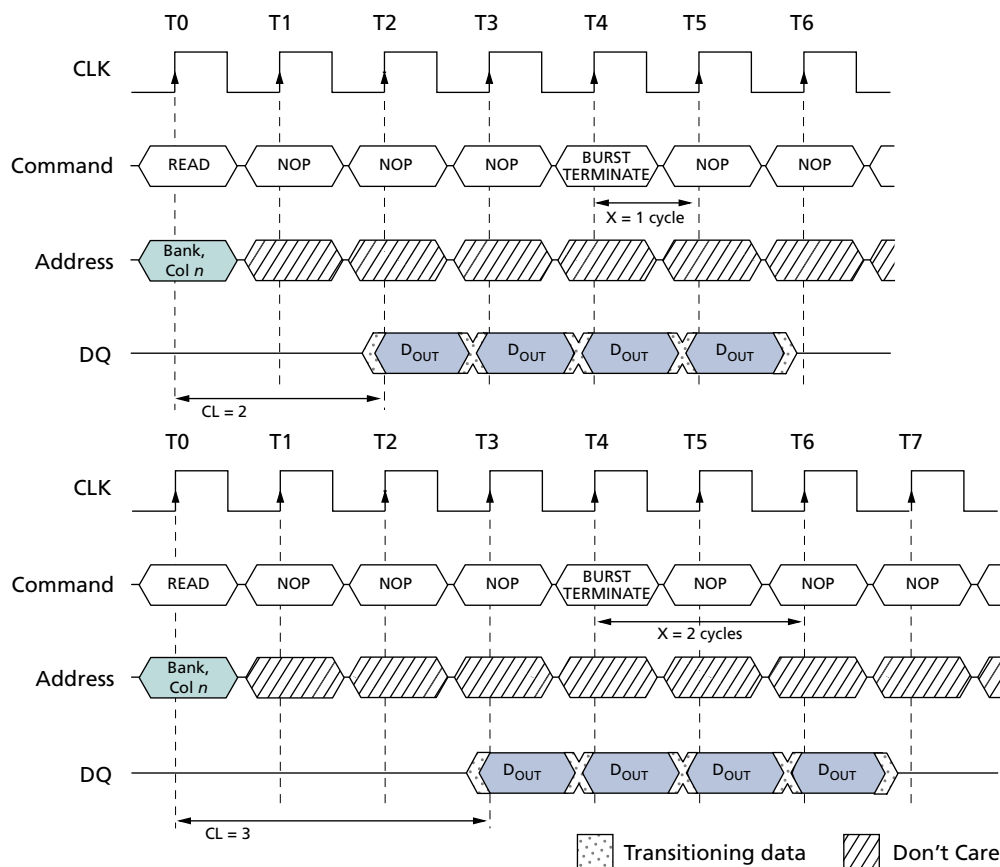 T0 T1 T2 T3 T4 T5 T6
CLK
Command READ NOP NOP NOP BURST TERMINATE NOP NOP
X = 1 cycle
Address Bank, Col n
DQ DOUT DOUT DOUT DOUT
CL = 2
T0 T1 T2 T3 T4 T5 T6 T7
CLK
Command READ NOP NOP NOP BURST TERMINATE NOP NOP NOP
X = 2 cycles
Address Bank, Col n
DQ DOUT DOUT DOUT DOUT
CL = 3
Transitioning data Don't Care